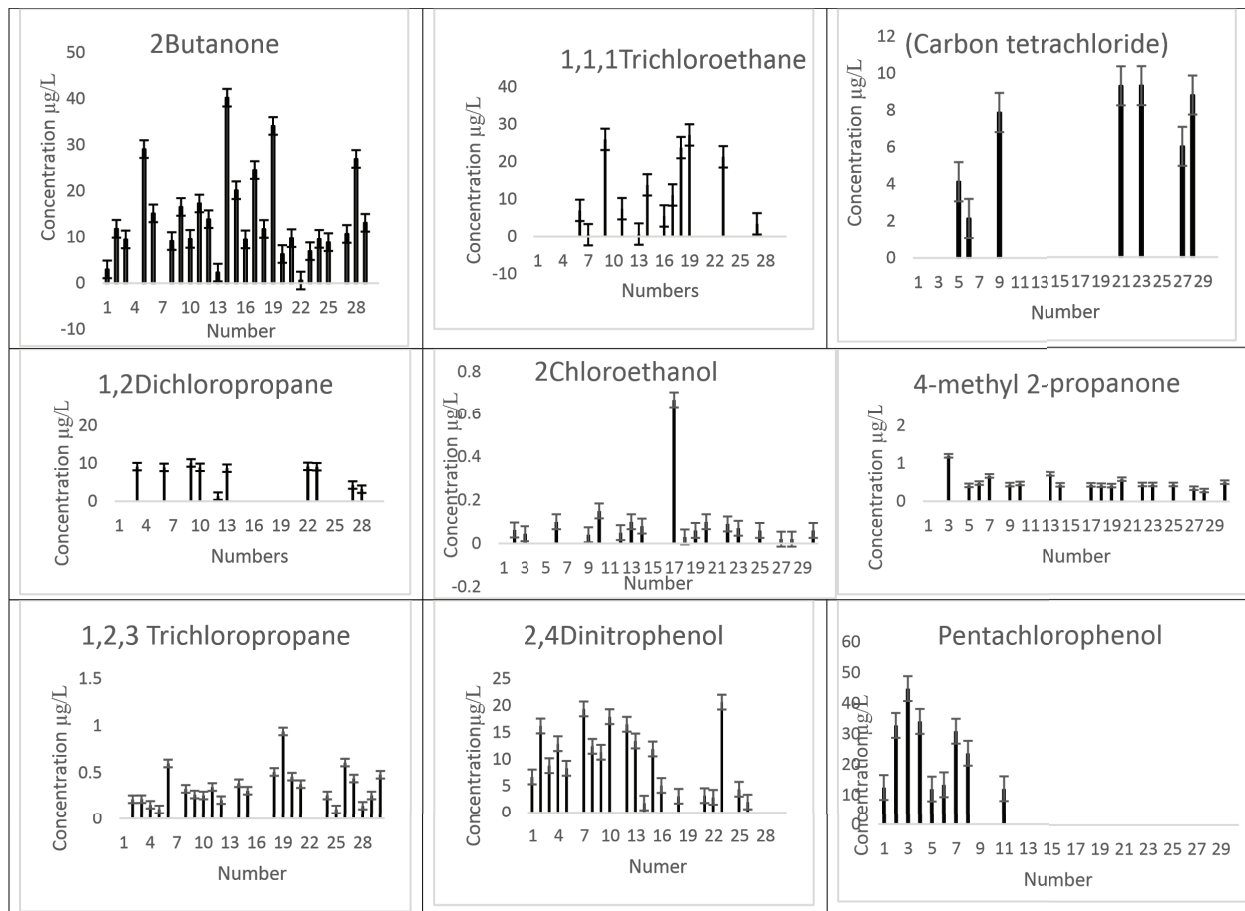 2Butanone
Concentration µg/L
50
40
30
20
10
0
-10
1 4 7 10 13 16 19 22 25 28
Number
1,1,1Trichloroethane
Concentration µg/L
40
30
20
10
0
-10
1 4 7 10 13 16 19 22 25 28
Numbers
(Carbon tetrachloride)
Concentration µg/L
12
10
8
6
4
2
0
1 3 5 7 9 11 13 15 17 19 21 23 25 27 29
Number
1,2Dichloropropane
Concentration µg/L
20
10
0
1 4 7 10 13 16 19 22 25 28
Numbers
2Chloroethanol
Concentration µg/L
0.8
0.6
0.4
0.2
0
-0.2
1 3 5 7 9 11 13 15 17 19 21 23 25 27 29
Number
4-methyl 2-propanone
Concentration µg/L
2
1
0
1 3 5 7 9 11 13 15 17 19 21 23 25 27 29
Number
1,2,3 Trichloropropane
Concentration µg/L
1.5
1
0.5
0
1 4 7 10 13 16 19 22 25 28
Number
2,4Dinitrophenol
Concentration µg/L
25
20
15
10
5
0
1 4 7 10 13 16 19 22 25 28
Numer
Pentachlorophenol
Concentration µg/L
60
50
40
30
20
10
0
1 3 5 7 9 11 13 15 17 19 21 23 25 27 29
Number